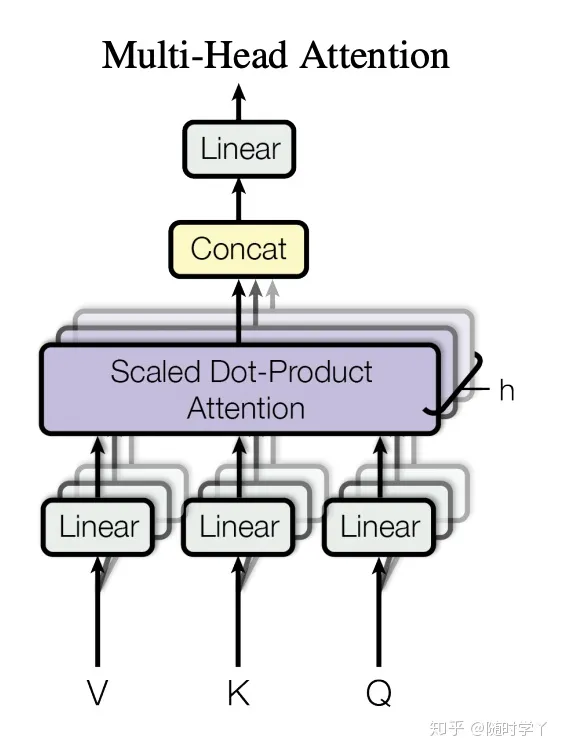 Multi-Head Attention
Linear
Concat
Scaled Dot-Product
Attention
h
Linear
Linear
Linear
V
K
Q
知乎 @随时学丫